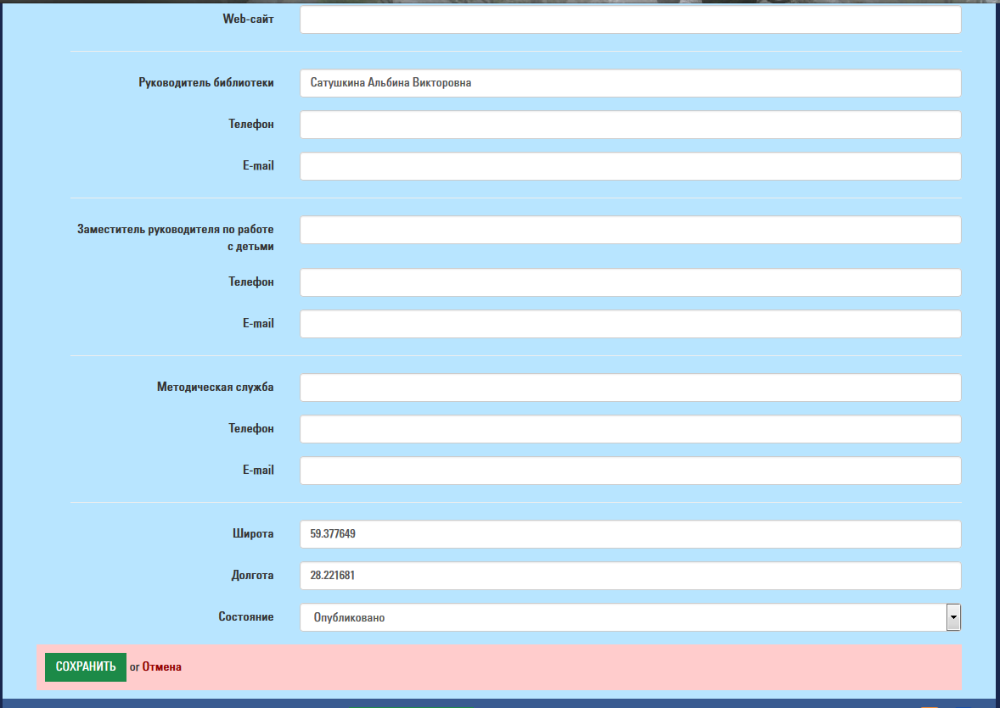 Web-сайт
Руководитель библиотеки Сатушкина Альбина Викторовна
Телефон
E-mail
Заместитель руководителя по работе
с детьми
Телефон
E-mail
Методическая служба
Телефон
E-mail
Широта 59.377649
Долгота 28.221681
Состояние Опубликовано
СОХРАНИТЬ or Отмена